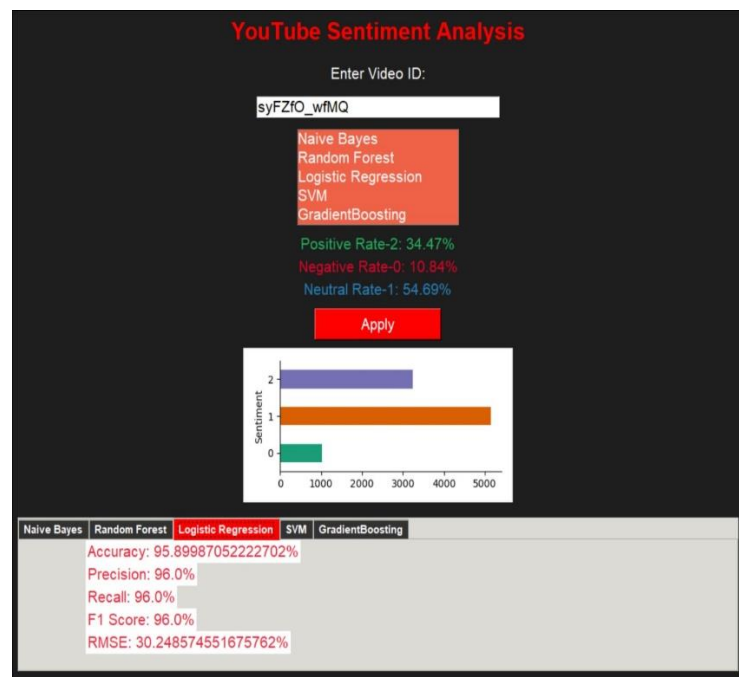 YouTube Sentiment Analysis
Enter Video ID:
syFZfO_wfMQ
Naive Bayes
Random Forest
Logistic Regression
SVM
GradientBoosting
Positive Rate-2: 34.47%
Negative Rate-0: 10.84%
Neutral Rate-1: 54.69%
Apply
Sentiment
2
1
0
0 1000 2000 3000 4000 5000
Naive Bayes Random Forest Logistic Regression SVM GradientBoosting
Accuracy: 95.89987052222702%
Precision: 96.0%
Recall: 96.0%
F1 Score: 96.0%
RMSE: 30.248574551675762%